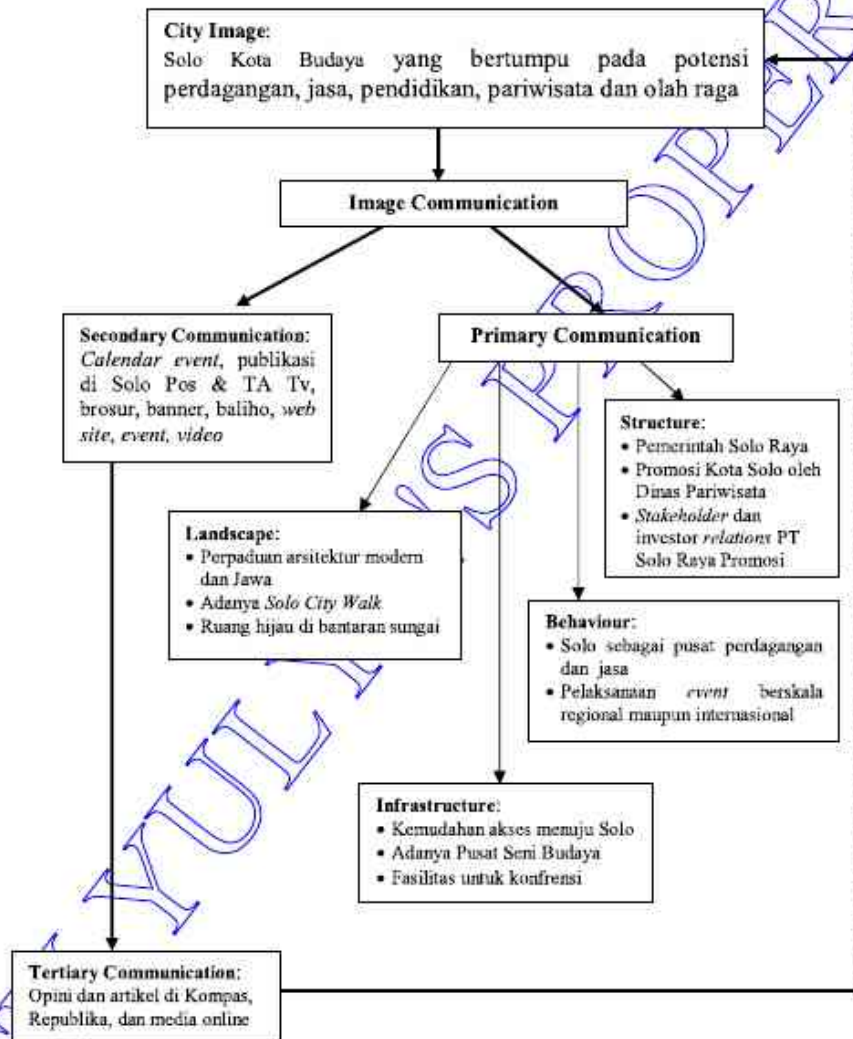 City Image:
Solo Kota Budaya yang bertumpu pada potensi
perdagangan, jasa, pendidikan, pariwisata dan olah raga
Image Communication
Secondary Communication:
Calendar event, publikasi
di Solo Pos & TA Tv,
brosur, banner, baliho, web
site, event, video
Primary Communication
Structure:
• Pemerintah Solo Raya
• Promosi Kota Solo oleh
Dinas Pariwisata
• Stakeholder dan
investor relations PT
Solo Raya Promosi
Landscape:
• Perpaduan arsitektur modern
dan Jawa
• Adanya Solo City Walk
• Ruang hijau di bantaran sungai
Behaviour:
• Solo sebagai pusat perdagangan
dan jasa
• Pelaksanaan event berskala
regional maupun internasional
Infrastructure:
• Kemudahan akses menuju Solo
• Adanya Pusat Seni Budaya
• Fasilitas untuk konfrensi
Tertiary Communication:
Opini dan artikel di Kompas,
Republika, dan media online